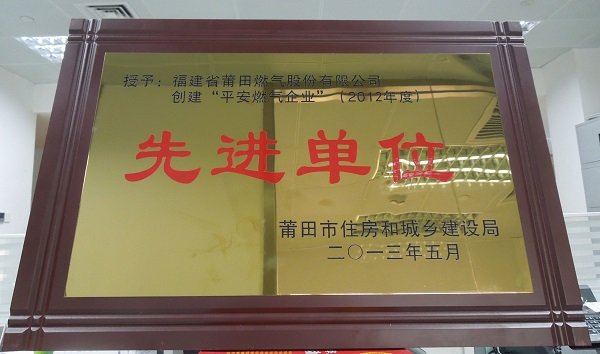 授予：福建省莆田燃气股份有限公司
创建“平安燃气企业”（2012年度）
先进单位
莆田市住房和城乡建设局
二〇一三年五月